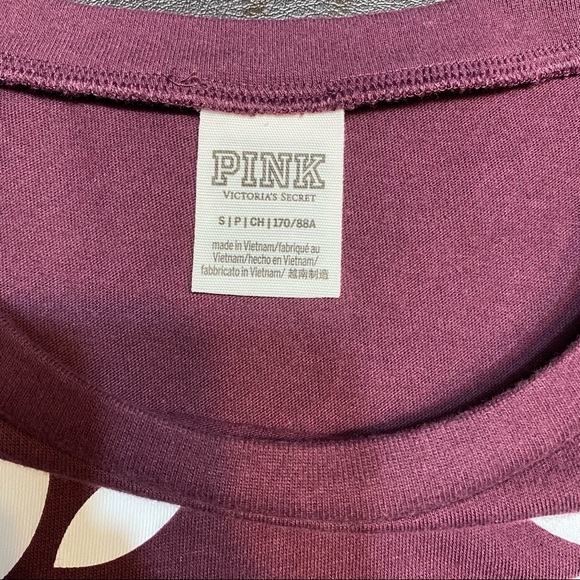 PINK
VICTORIA'S SECRET
S | P | CH | 170/88A
made in Vietnam/fabriqué au
Vietnam/hecho en Vietnam/
fabbricato in Vietnam/ 越南制造